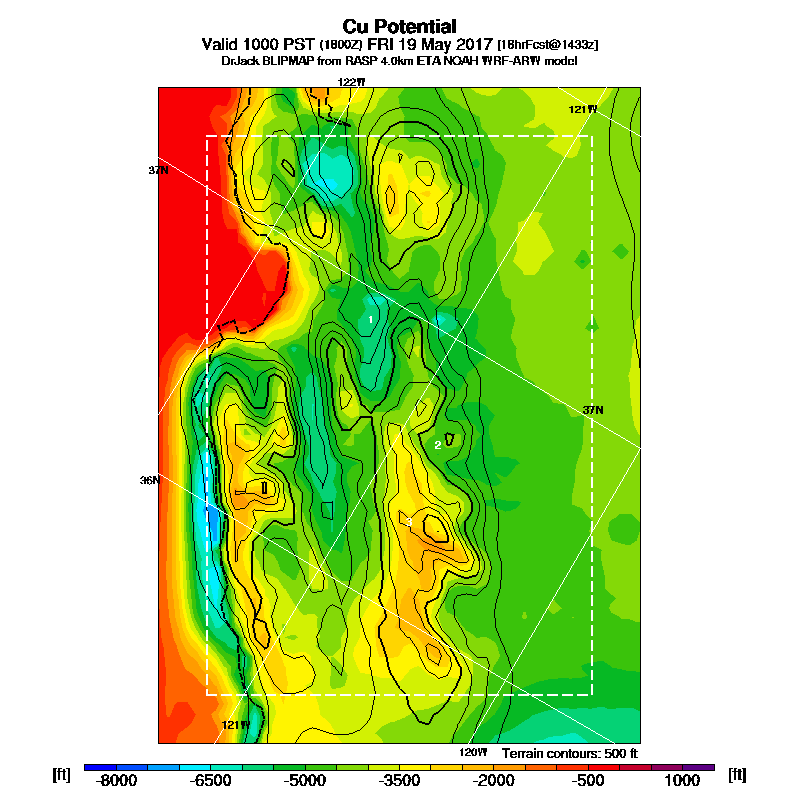 Cu Potential
Valid 1000 PST (1800Z) FRI 19 May 2017 [18hrFcst@1433z]
DrJack BLIPMAP from RASP 4.0km ETA NOAH WRF-ARW model
122W
121W
37N
1
37N
2
36N
3
121W
120W Terrain contours: 500 ft
[ft] -8000 -6500 -5000 -3500 -2000 -500 1000 [ft]